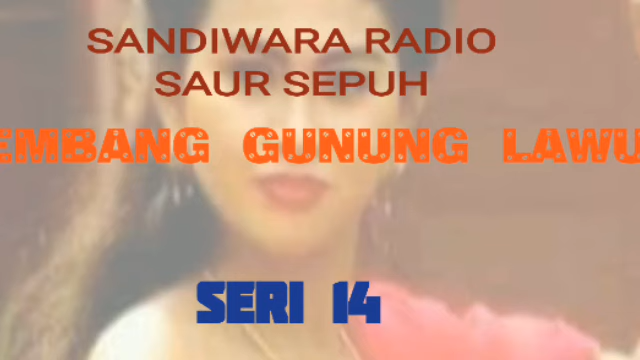 SANDIWARA RADIO
SAUR SEPUH
EMBANG GUNUNG LAWU
SERI 14